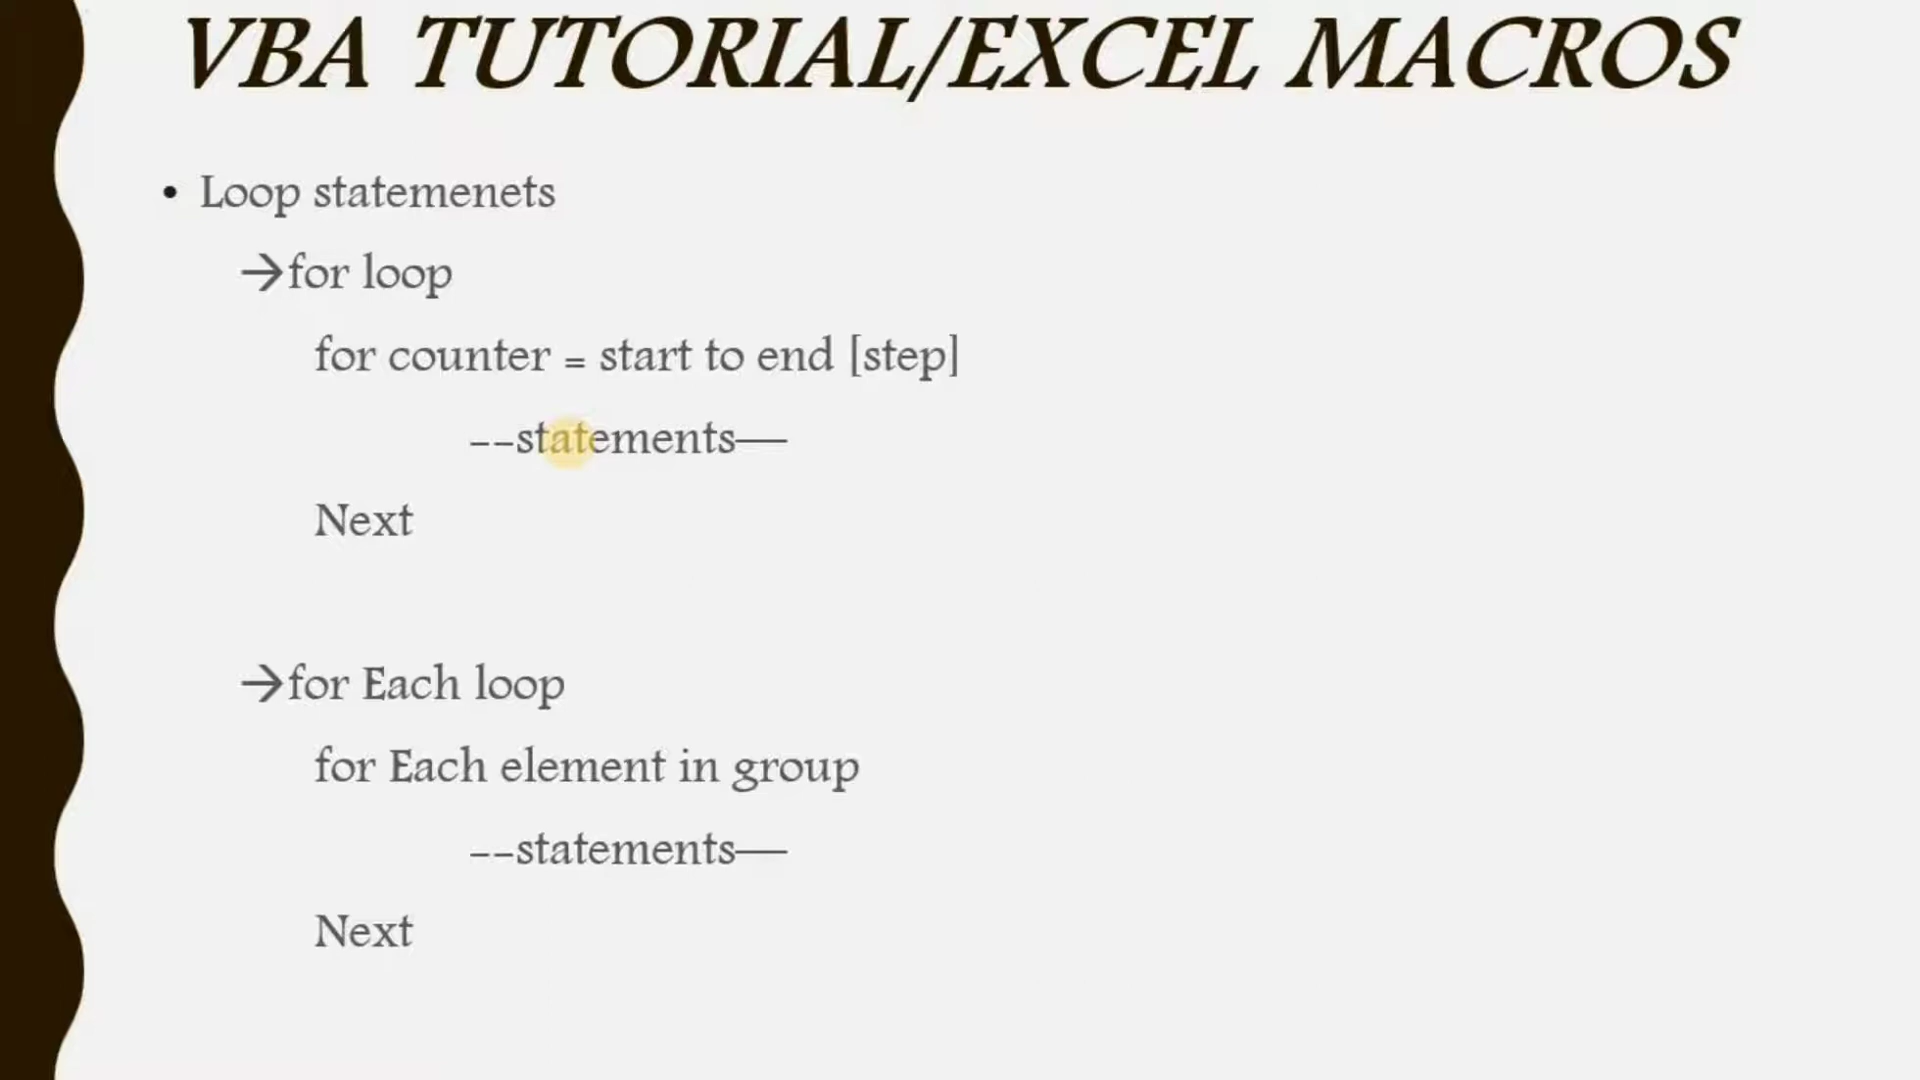 VBA TUTORIAL/EXCEL MACROS
• Loop statemenets
→for loop
for counter = start to end [step]
--statements—
Next
→for Each loop
for Each element in group
--statements—
Next